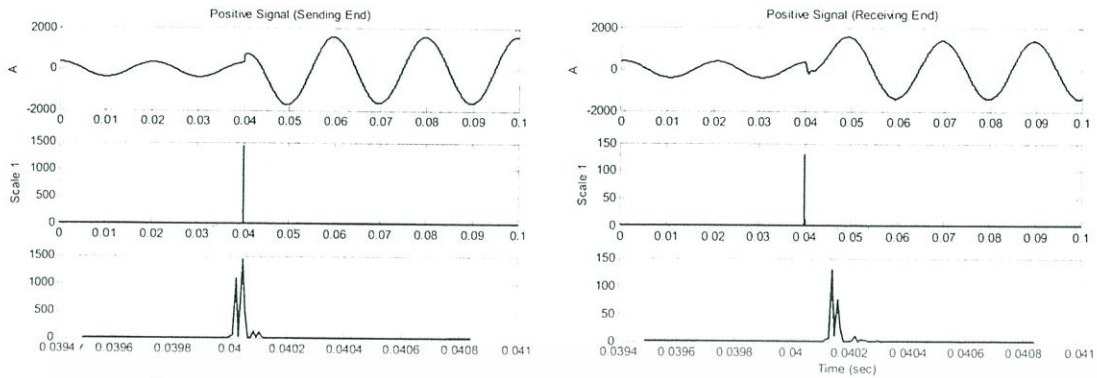 Positive Signal (Sending End)
2000
0
-2000
A
0 0.01 0.02 0.03 0.04 0.05 0.06 0.07 0.08 0.09 0.1
1500
1000
500
0
Scale 1
0 0.01 0.02 0.03 0.04 0.05 0.06 0.07 0.08 0.09 0.1
1500
1000
500
0
0.0394 0.0396 0.0398 0.04 0.0402 0.0404 0.0406 0.0408 0.041
Positive Signal (Receiving End)
2000
0
-2000
A
0 0.01 0.02 0.03 0.04 0.05 0.06 0.07 0.08 0.09 0.1
150
100
50
0
Scale 1
0 0.01 0.02 0.03 0.04 0.05 0.06 0.07 0.08 0.09 0.1
150
100
50
0
0.0394 0.0396 0.0398 0.04 0.0402 0.0404 0.0406 0.0408 0.041
Time (sec)